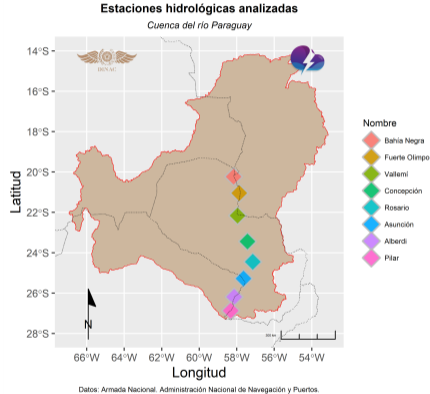 Estaciones hidrológicas analizadas
Cuenca del río Paraguay
14°S
16°S
18°S
20°S
22°S
24°S
26°S
28°S
Latitud
N
66°W 64°W 62°W 60°W 58°W 56°W 54°W
Longitud
Nombre
Bahía Negra
Fuerte Olimpo
Vallemí
Concepción
Rosario
Asunción
Alberdi
Pilar
Datos: Armada Nacional. Administración Nacional de Navegación y Puertos.